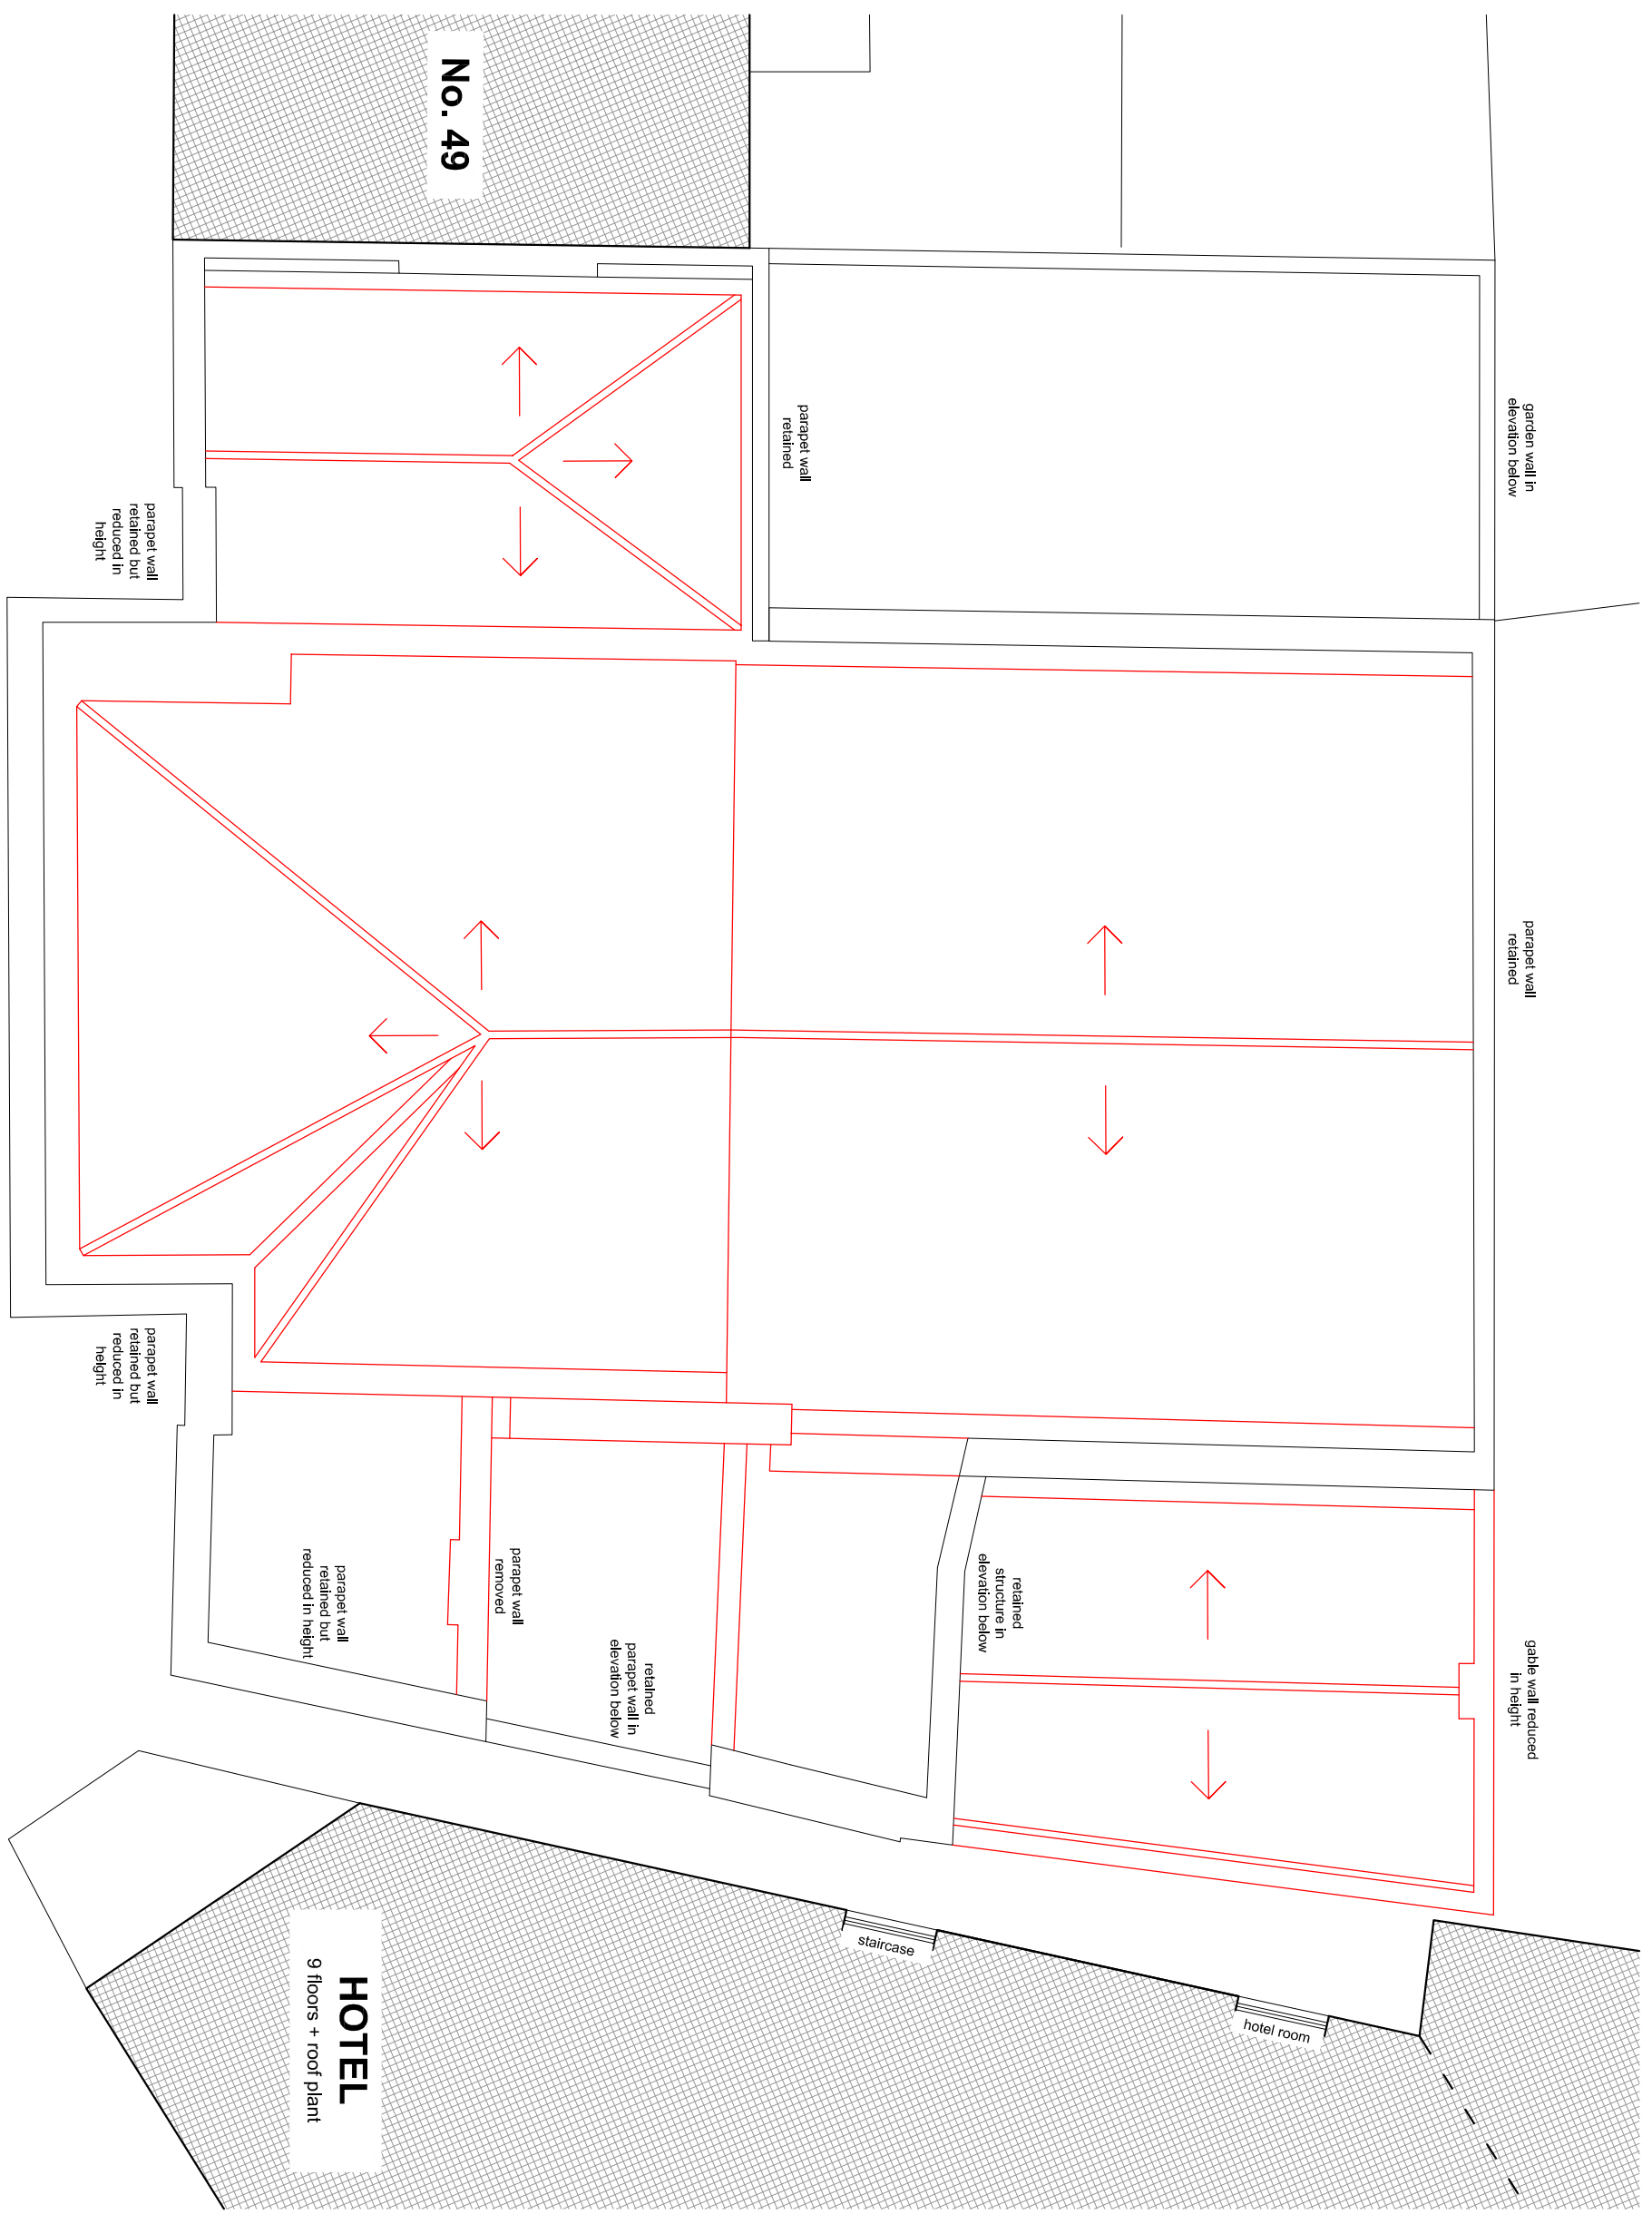 No. 49
garden wall in
elevation below
parapet wall
retained
parapet wall
retained but
reduced in
height
parapet wall
retained
parapet wall
retained but
reduced in
height
parapet wall
retained but
reduced in height
parapet wall
removed
retained
parapet wall in
elevation below
retained
structure in
elevation below
gable wall reduced
in height
staircase
hotel room
HOTEL
9 floors + roof plant